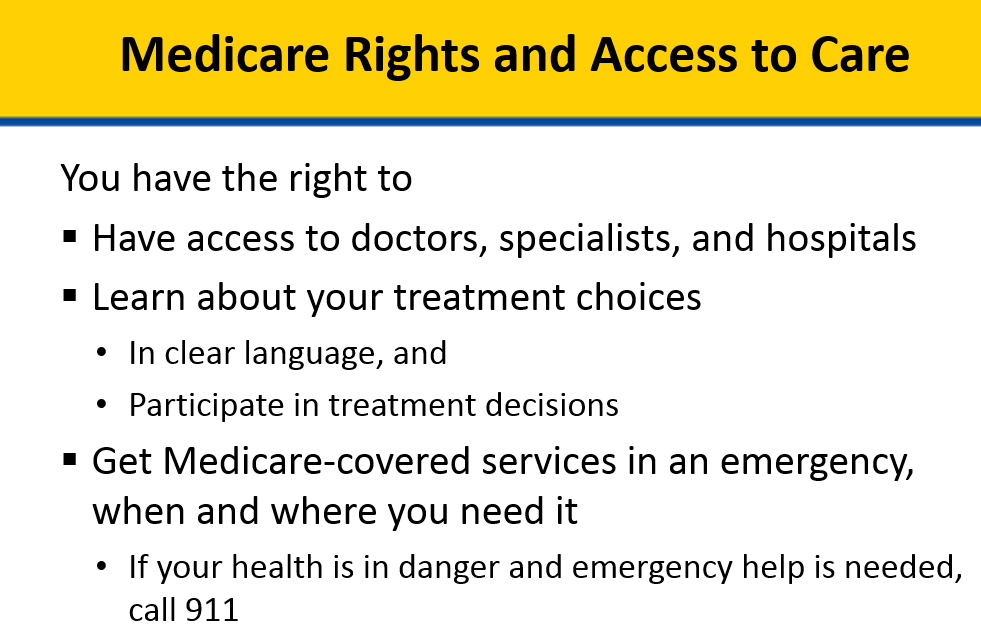 Medicare Rights and Access to Care
You have the right to
▪ Have access to doctors, specialists, and hospitals
▪ Learn about your treatment choices
• In clear language, and
• Participate in treatment decisions
▪ Get Medicare-covered services in an emergency,
when and where you need it
• If your health is in danger and emergency help is needed,
call 911